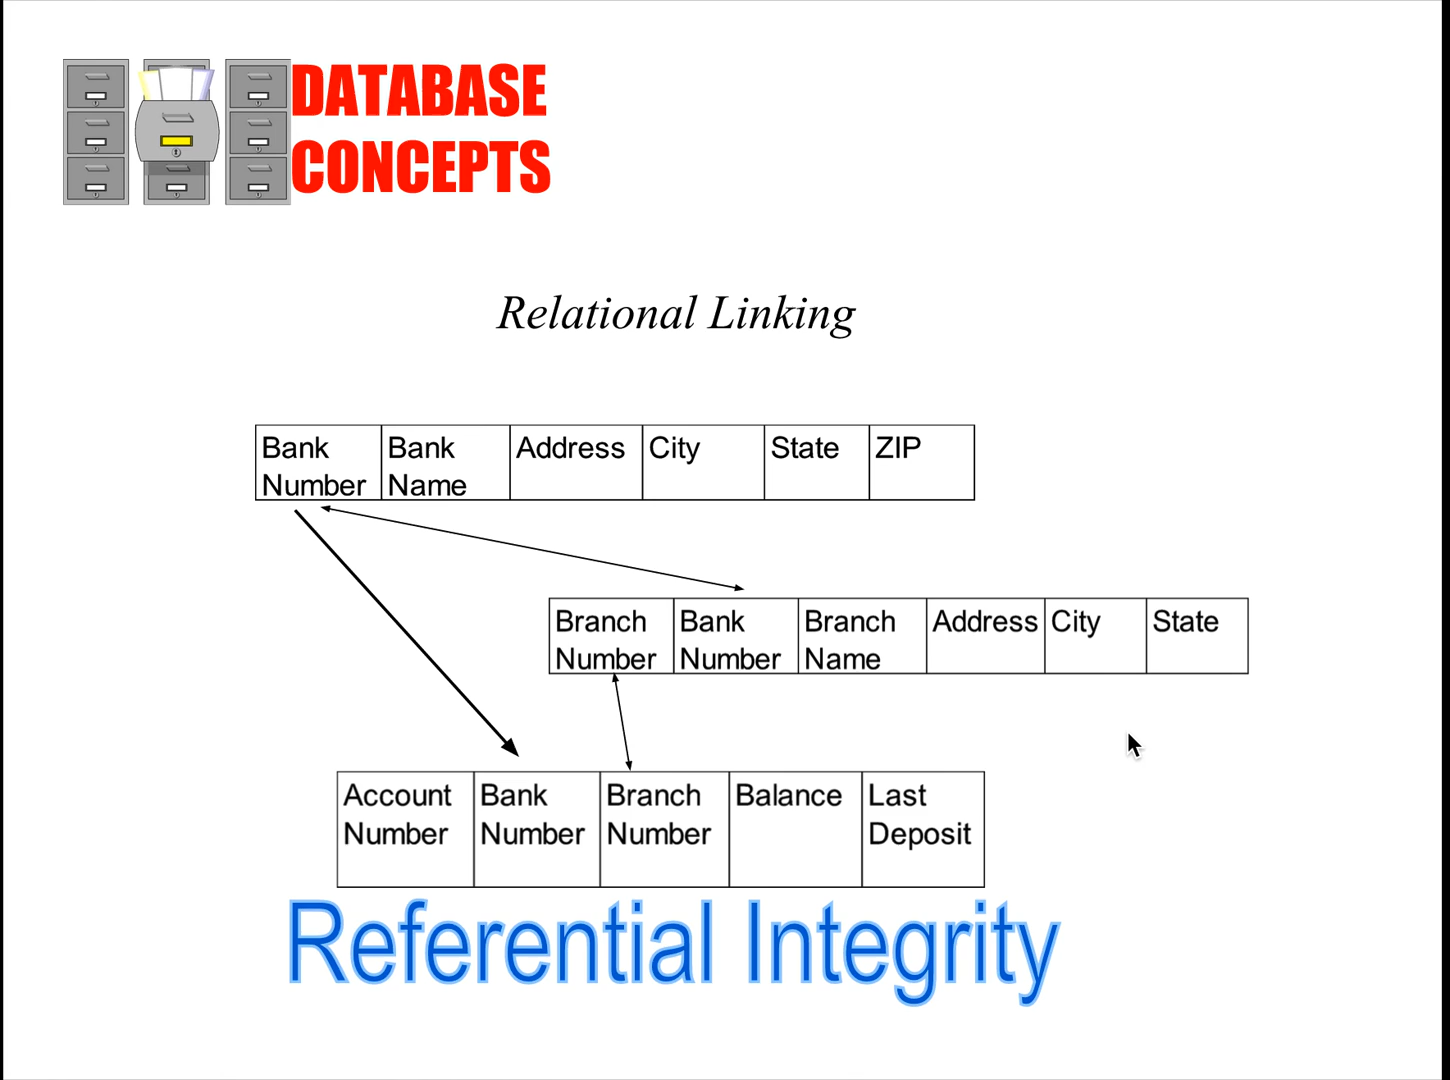 DATABASE
CONCEPTS
Relational Linking
Bank Number Bank Name Address City State ZIP
Branch Number Bank Number Branch Name Address City State
Account Number Bank Number Branch Number Balance Last Deposit
Referential Integrity